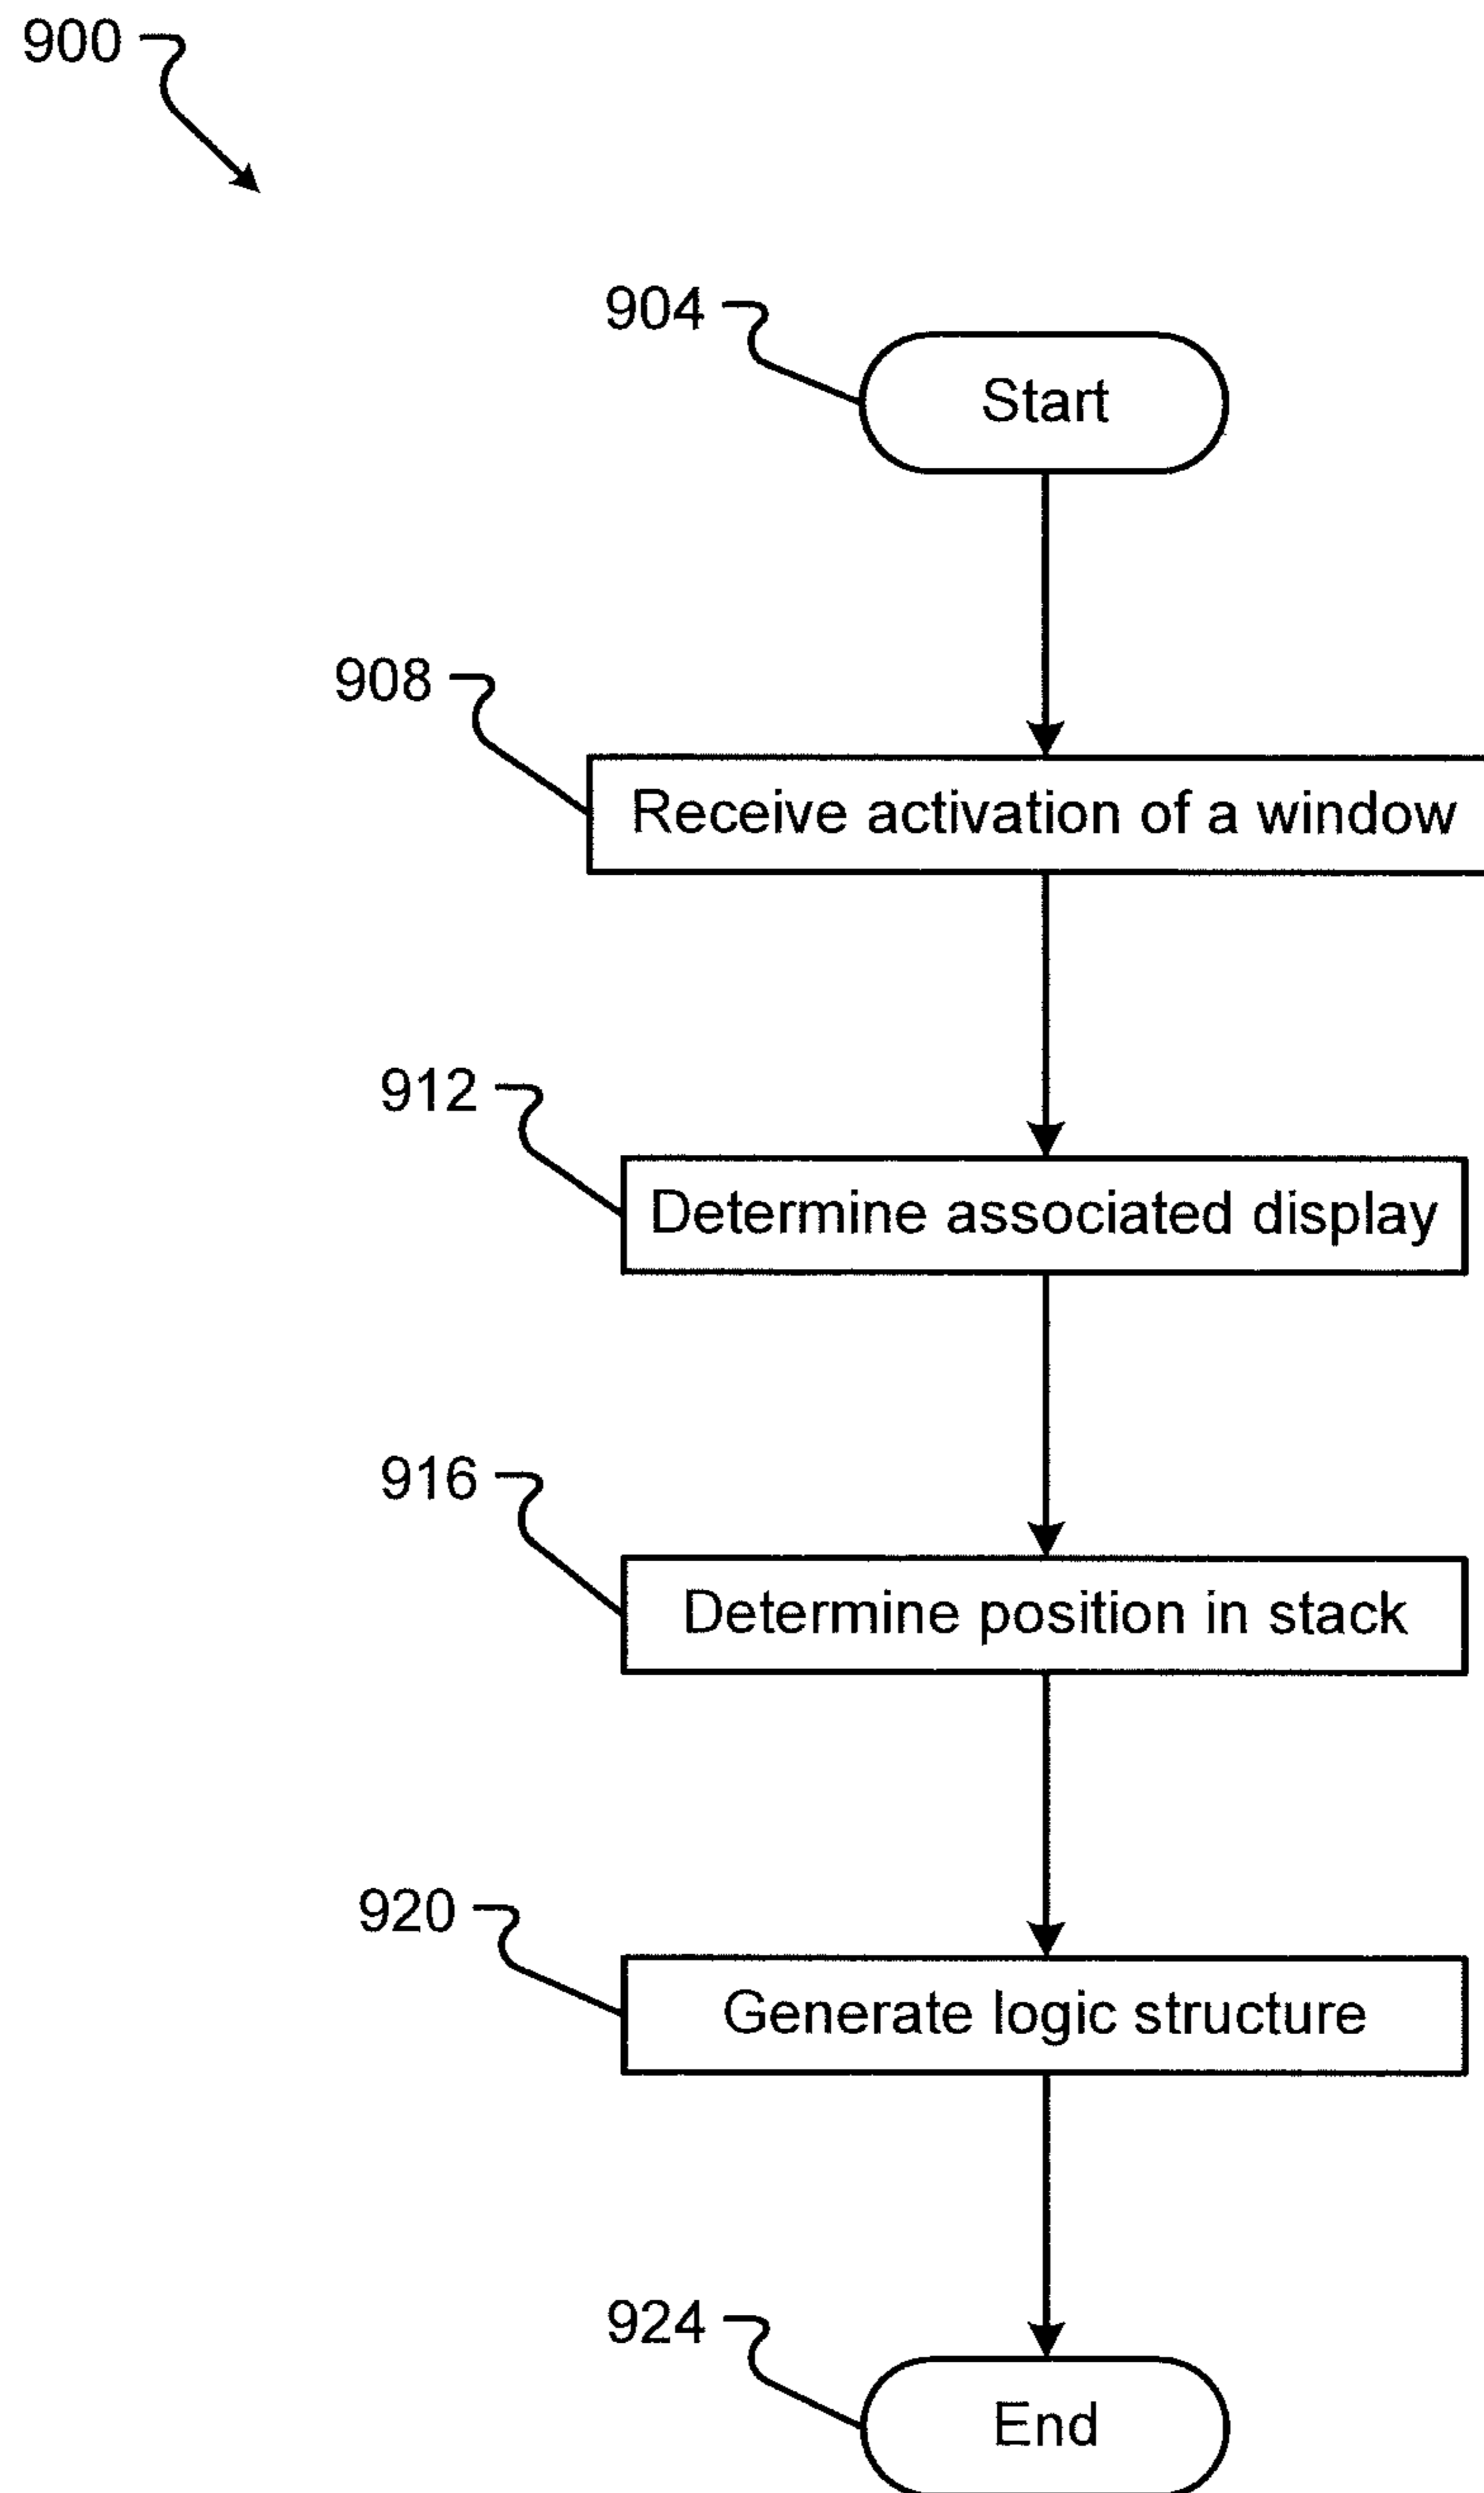 900
904
Start
908
Receive activation of a window
912
Determine associated display
916
Determine position in stack
920
Generate logic structure
924
End